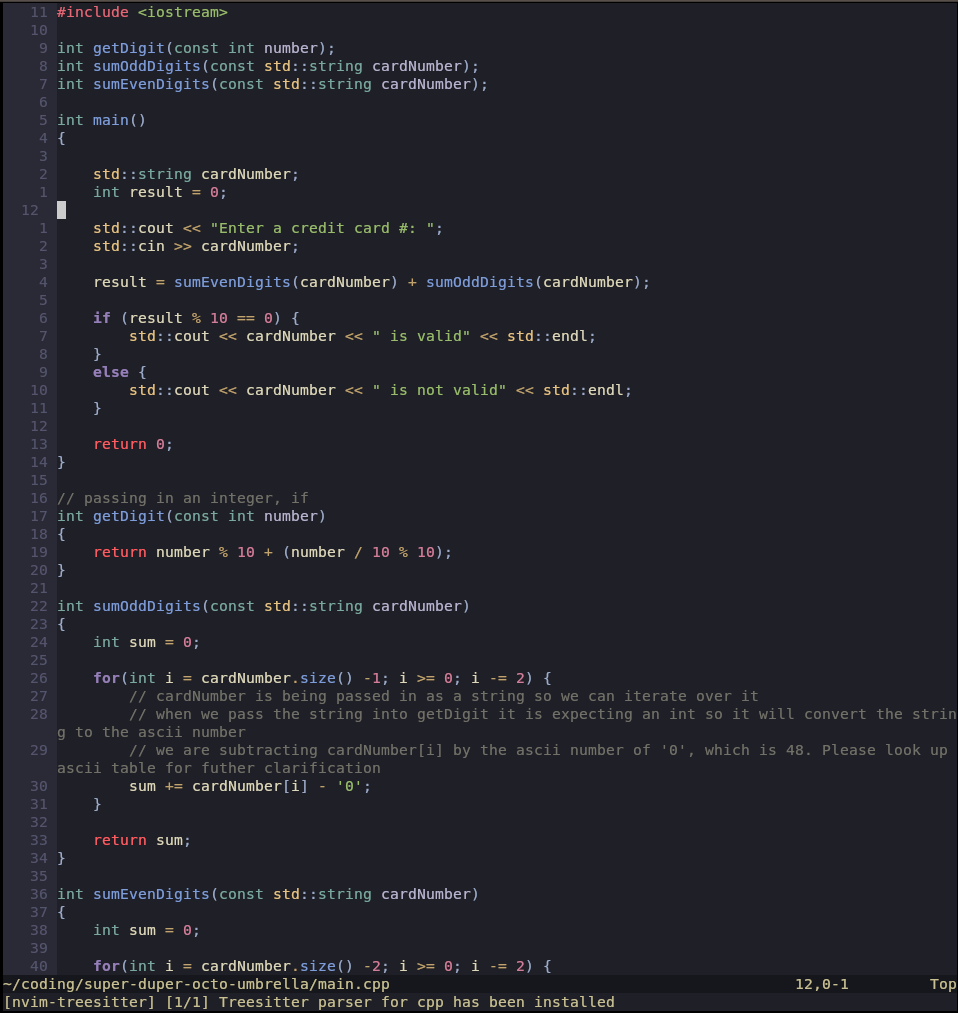 11 #include <iostream>
10
9 int getDigit(const int number);
8 int sumOddDigits(const std::string cardNumber);
7 int sumEvenDigits(const std::string cardNumber);
6
5 int main()
4 {
3
2     std::string cardNumber;
1     int result = 0;
12
1     std::cout << "Enter a credit card #: ";
2     std::cin >> cardNumber;
3
4     result = sumEvenDigits(cardNumber) + sumOddDigits(cardNumber);
5
6     if (result % 10 == 0) {
7         std::cout << cardNumber << " is valid" << std::endl;
8     }
9     else {
10         std::cout << cardNumber << " is not valid" << std::endl;
11     }
12
13     return 0;
14 }
15
16 // passing in an integer, if
17 int getDigit(const int number)
18 {
19     return number % 10 + (number / 10 % 10);
20 }
21
22 int sumOddDigits(const std::string cardNumber)
23 {
24     int sum = 0;
25
26     for(int i = cardNumber.size() -1; i >= 0; i -= 2) {
27         // cardNumber is being passed in as a string so we can iterate over it
28         // when we pass the string into getDigit it is expecting an int so it will convert the strin
g to the ascii number
29         // we are subtracting cardNumber[i] by the ascii number of '0', which is 48. Please look up
ascii table for futher clarification
30         sum += cardNumber[i] - '0';
31     }
32
33     return sum;
34 }
35
36 int sumEvenDigits(const std::string cardNumber)
37 {
38     int sum = 0;
39
40     for(int i = cardNumber.size() -2; i >= 0; i -= 2) {
~/coding/super-duper-octo-umbrella/main.cpp 12,0-1 Top
[nvim-treesitter] [1/1] Treesitter parser for cpp has been installed